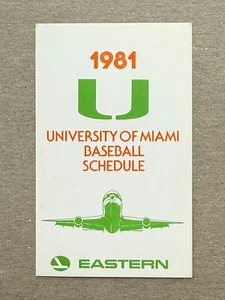 1981
U
UNIVERSITY OF MIAMI
BASEBALL
SCHEDULE
EASTERN